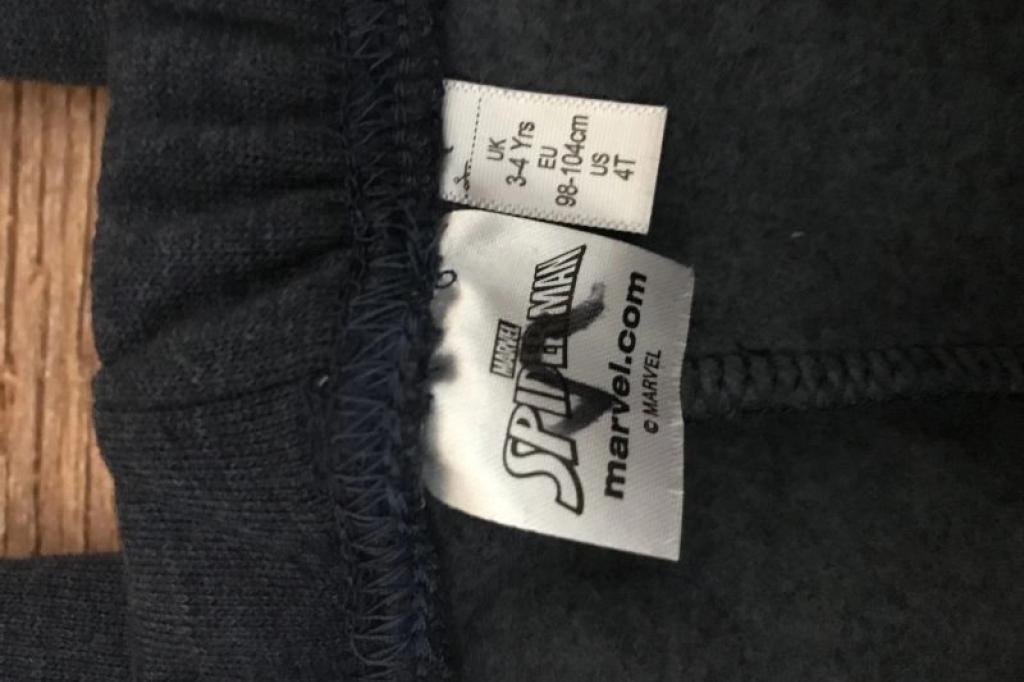 UK
3-4 Yrs
EU
98-104cm
US
4T
MARVEL
SPIDER-MAN
marvel.com
© MARVEL